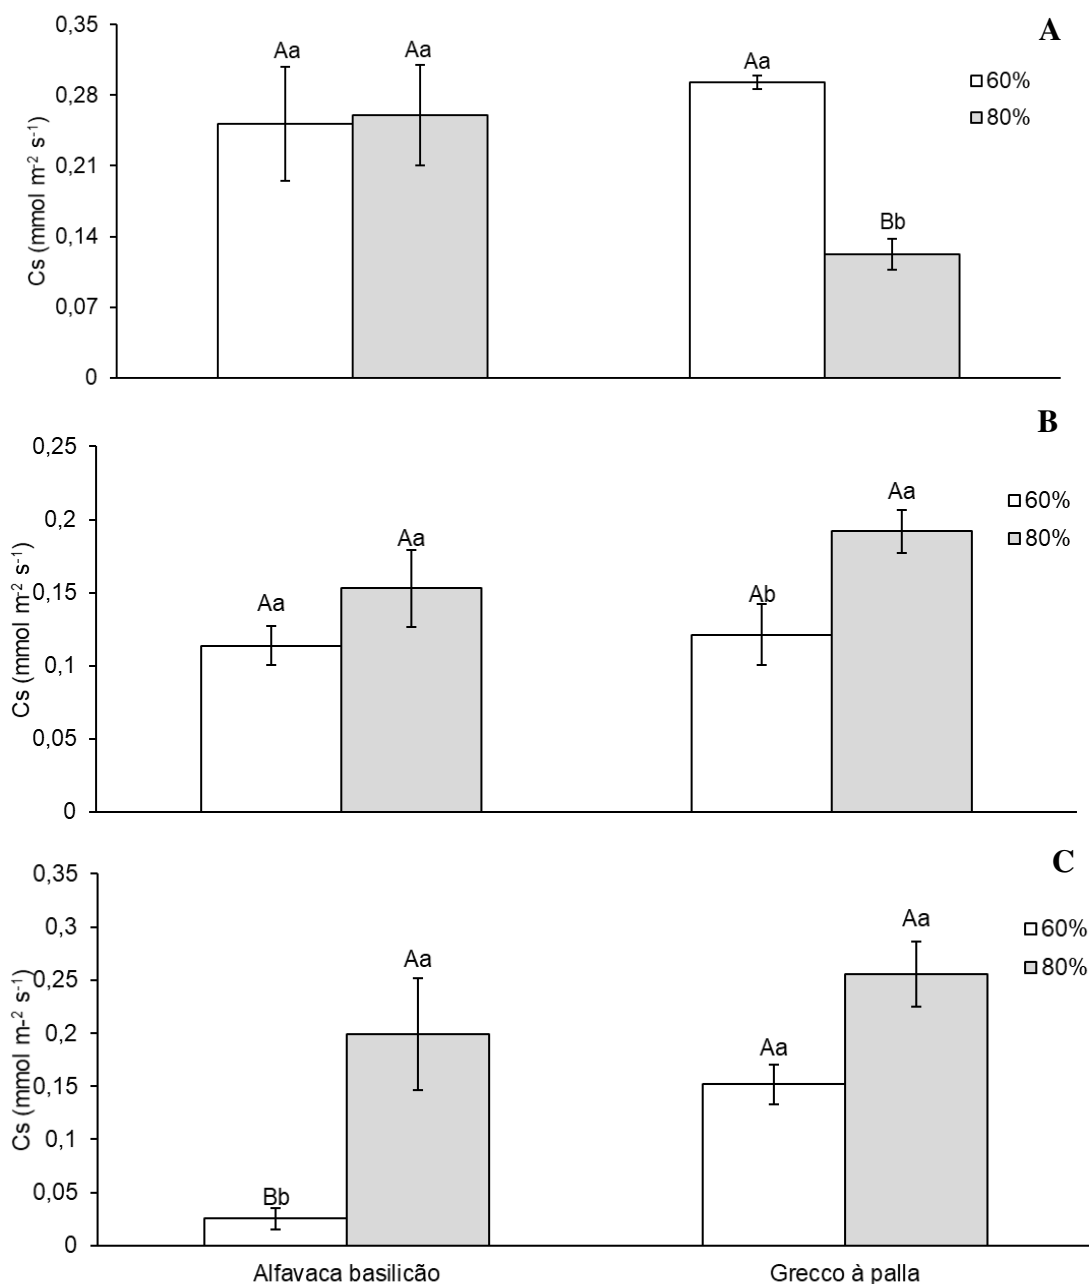 A
0,35
0,28
0,21
0,14
0,07
0
Cs (mmol m-2 s-1)
Aa
Aa
Aa
Bb
60%
80%
B
0,25
0,2
0,15
0,1
0,05
0
Cs (mmol m-2 s-1)
Aa
Aa
Ab
Aa
60%
80%
C
0,35
0,3
0,25
0,2
0,15
0,1
0,05
0
Cs (mmol m-2 s-1)
Bb
Aa
Aa
Aa
60%
80%
Alfavaca basilicão
Grecco à palla